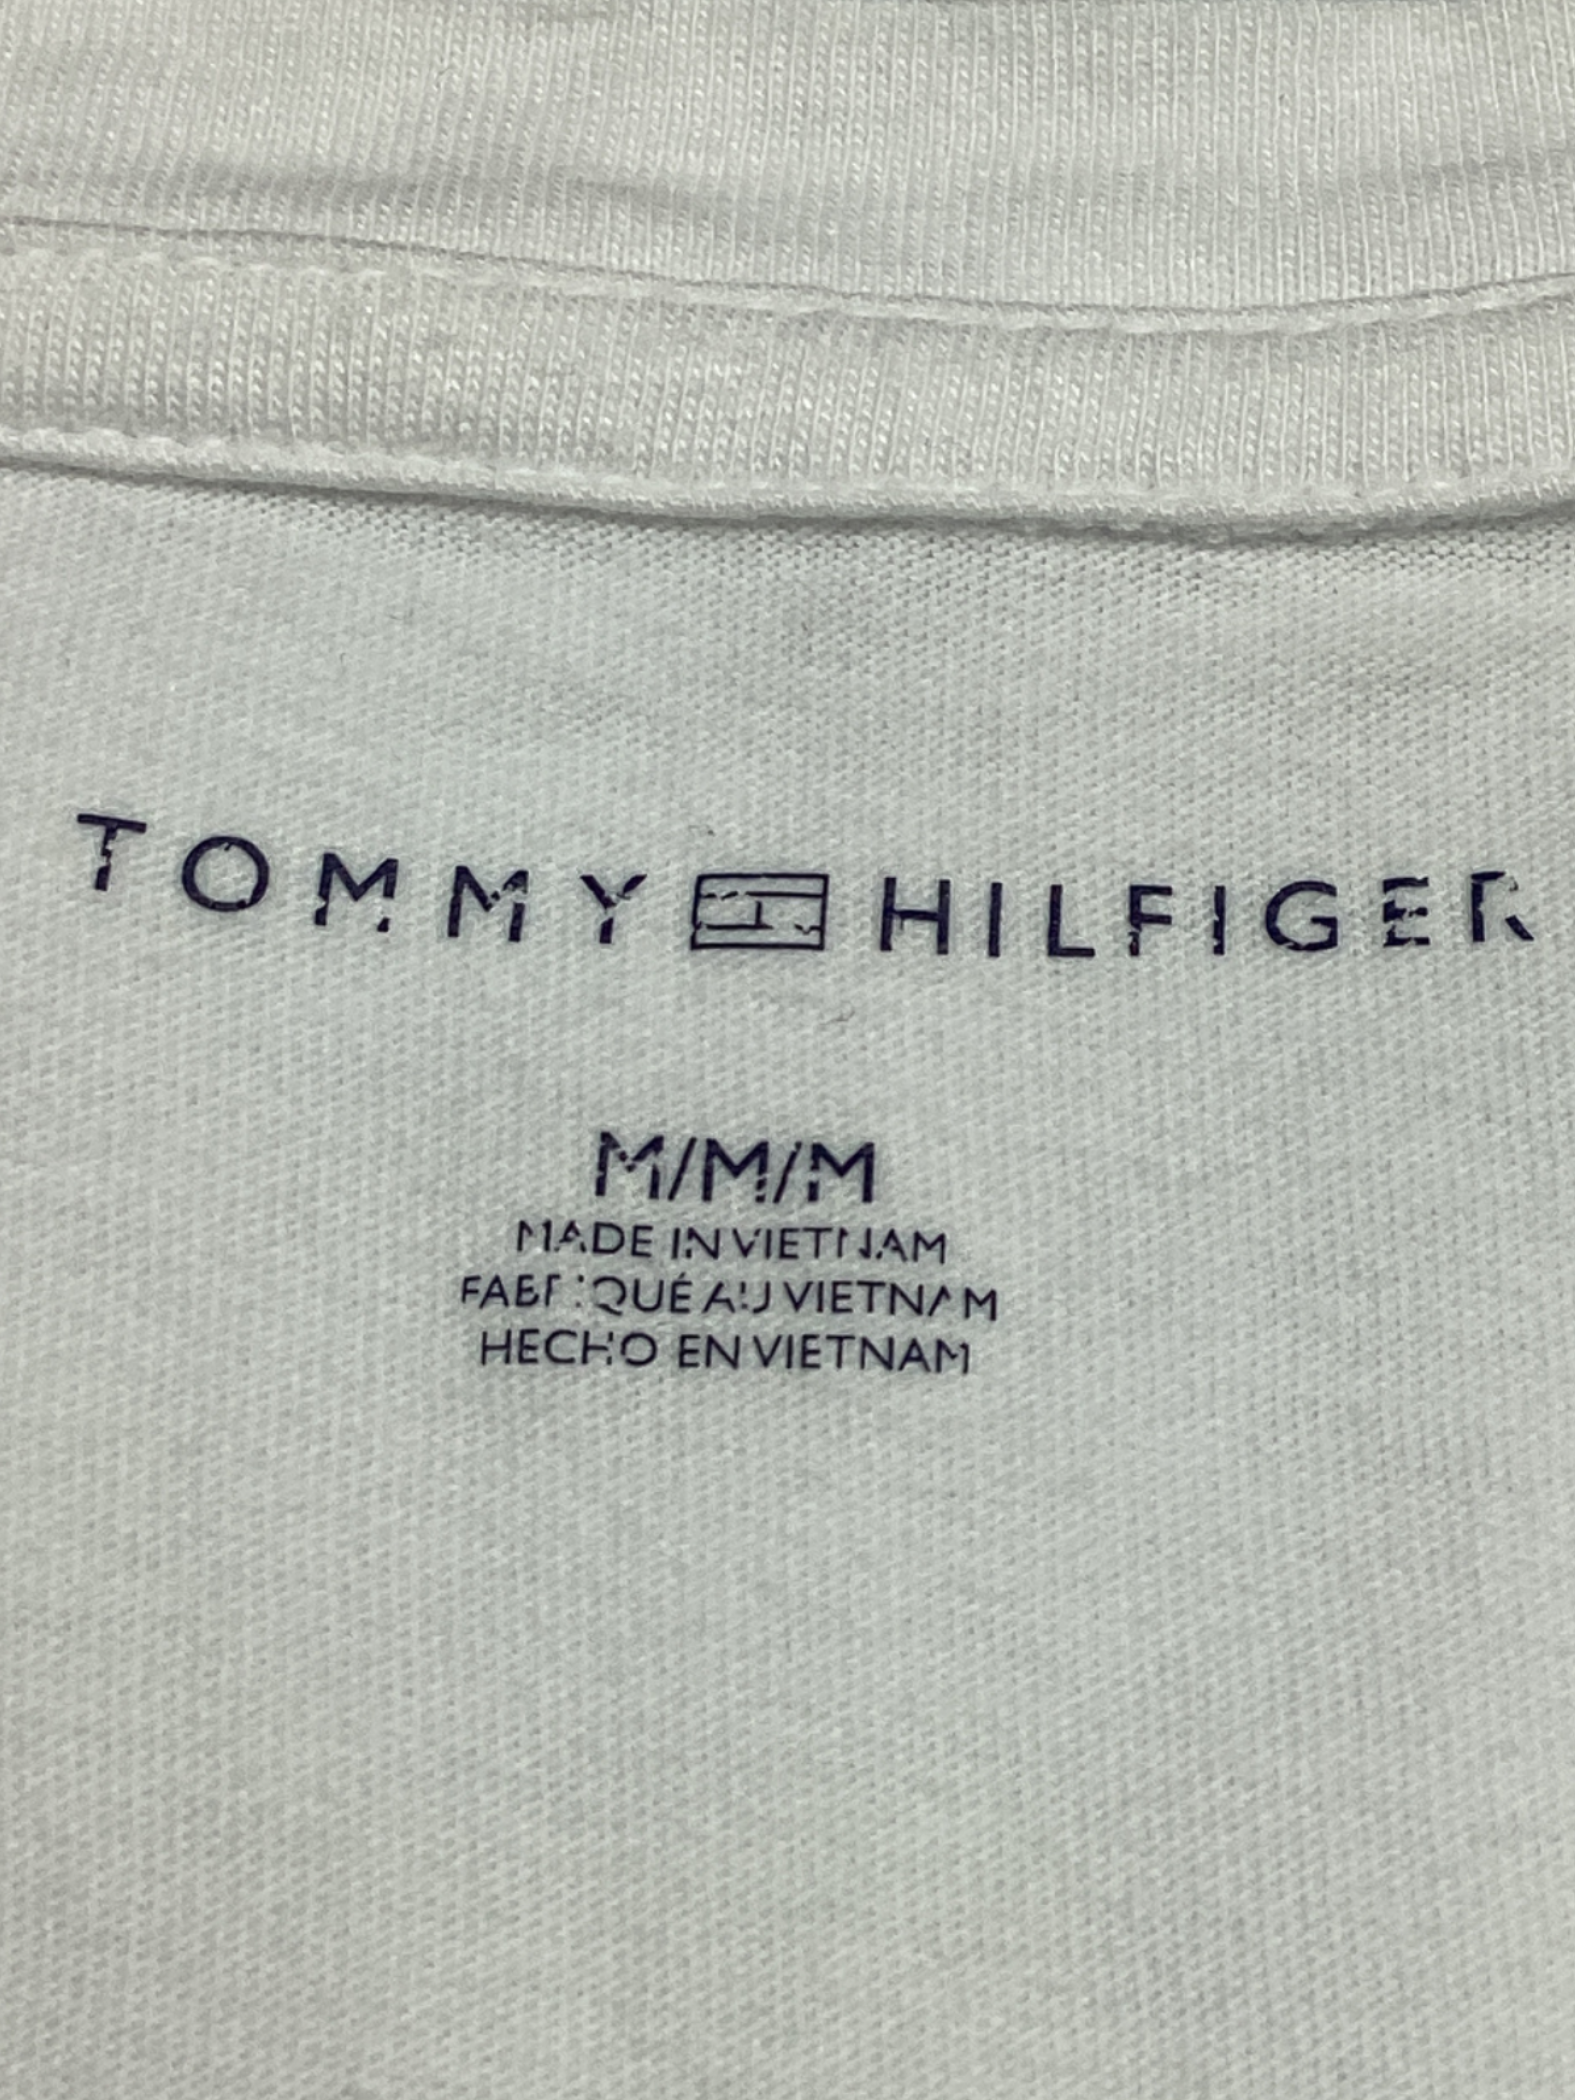 TOMMY HILFIGER
M/M/M
MADE IN VIETNAM
FABRIQUÉ AU VIETNAM
HECHO EN VIETNAM